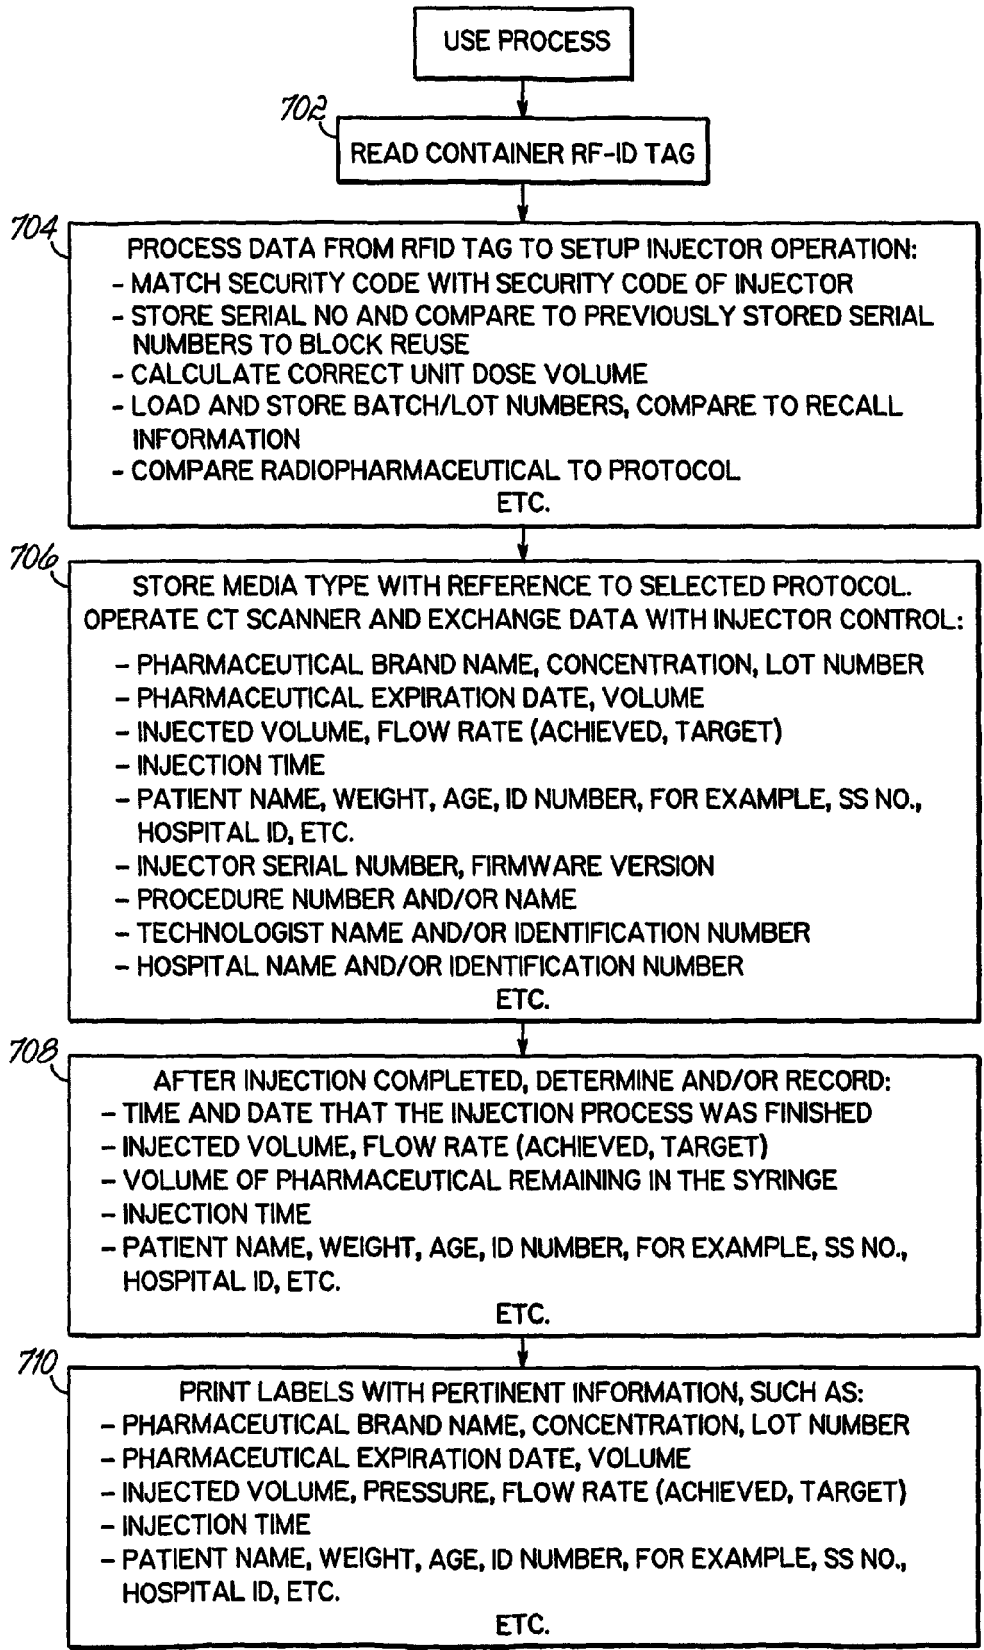 USE PROCESS
702
READ CONTAINER RF-ID TAG
704
PROCESS DATA FROM RFID TAG TO SETUP INJECTOR OPERATION:
- MATCH SECURITY CODE WITH SECURITY CODE OF INJECTOR
- STORE SERIAL NO AND COMPARE TO PREVIOUSLY STORED SERIAL
NUMBERS TO BLOCK REUSE
- CALCULATE CORRECT UNIT DOSE VOLUME
- LOAD AND STORE BATCH/LOT NUMBERS, COMPARE TO RECALL
INFORMATION
- COMPARE RADIOPHARMACEUTICAL TO PROTOCOL
ETC.
706
STORE MEDIA TYPE WITH REFERENCE TO SELECTED PROTOCOL.
OPERATE CT SCANNER AND EXCHANGE DATA WITH INJECTOR CONTROL:
- PHARMACEUTICAL BRAND NAME, CONCENTRATION, LOT NUMBER
- PHARMACEUTICAL EXPIRATION DATE, VOLUME
- INJECTED VOLUME, FLOW RATE (ACHIEVED, TARGET)
- INJECTION TIME
- PATIENT NAME, WEIGHT, AGE, ID NUMBER, FOR EXAMPLE, SS NO.,
HOSPITAL ID, ETC.
- INJECTOR SERIAL NUMBER, FIRMWARE VERSION
- PROCEDURE NUMBER AND/OR NAME
- TECHNOLOGIST NAME AND/OR IDENTIFICATION NUMBER
- HOSPITAL NAME AND/OR IDENTIFICATION NUMBER
ETC.
708
AFTER INJECTION COMPLETED, DETERMINE AND/OR RECORD:
- TIME AND DATE THAT THE INJECTION PROCESS WAS FINISHED
- INJECTED VOLUME, FLOW RATE (ACHIEVED, TARGET)
- VOLUME OF PHARMACEUTICAL REMAINING IN THE SYRINGE
- INJECTION TIME
- PATIENT NAME, WEIGHT, AGE, ID NUMBER, FOR EXAMPLE, SS NO.,
HOSPITAL ID, ETC.
ETC.
710
PRINT LABELS WITH PERTINENT INFORMATION, SUCH AS:
- PHARMACEUTICAL BRAND NAME, CONCENTRATION, LOT NUMBER
- PHARMACEUTICAL EXPIRATION DATE, VOLUME
- INJECTED VOLUME, PRESSURE, FLOW RATE (ACHIEVED, TARGET)
- INJECTION TIME
- PATIENT NAME, WEIGHT, AGE, ID NUMBER, FOR EXAMPLE, SS NO.,
HOSPITAL ID, ETC.
ETC.